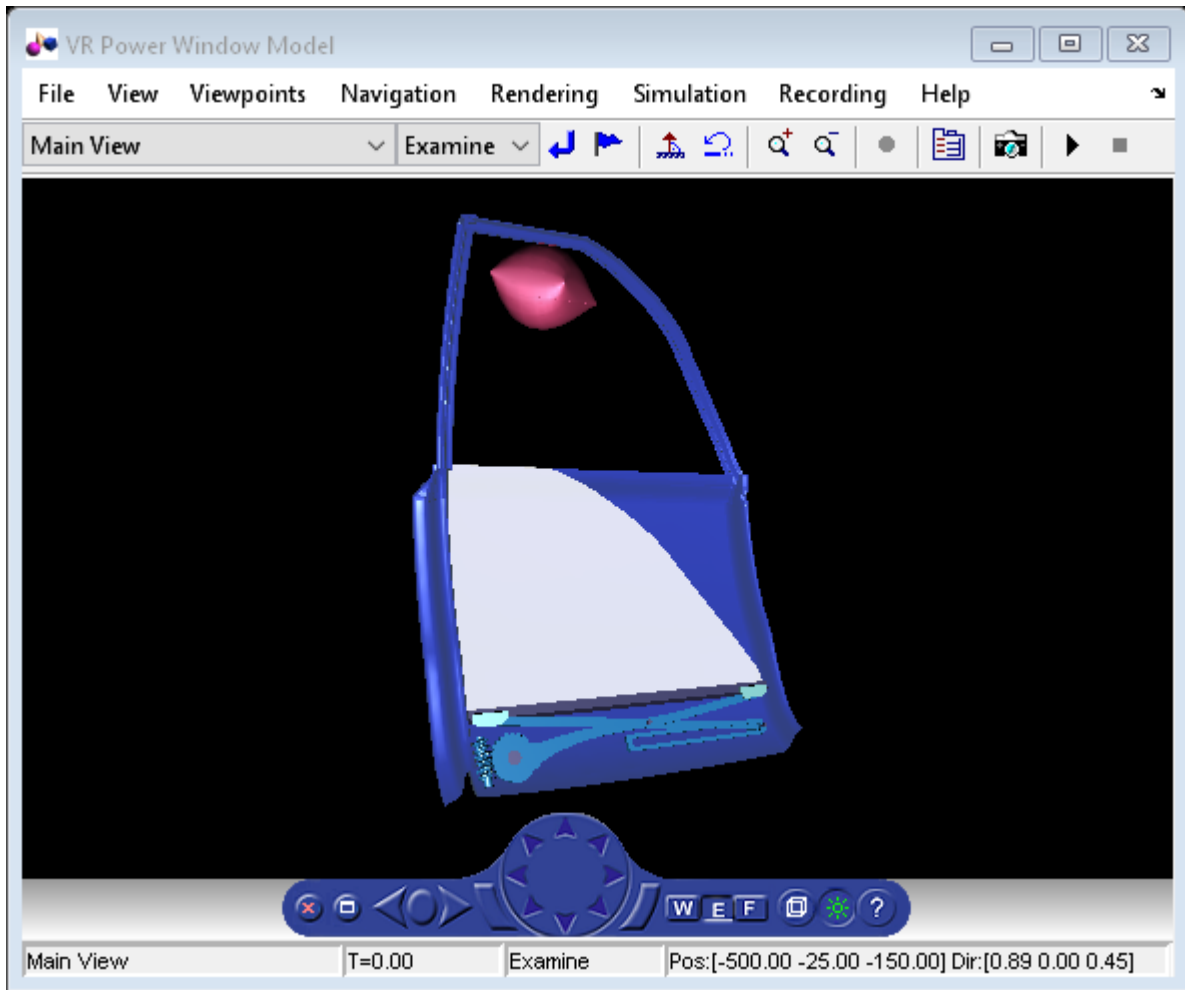 VR Power Window Model
File View Viewpoints Navigation Rendering Simulation Recording Help
Main View Examine
W E F ?
Main View T=0.00 Examine Pos:[-500.00 -25.00 -150.00] Dir:[0.89 0.00 0.45]